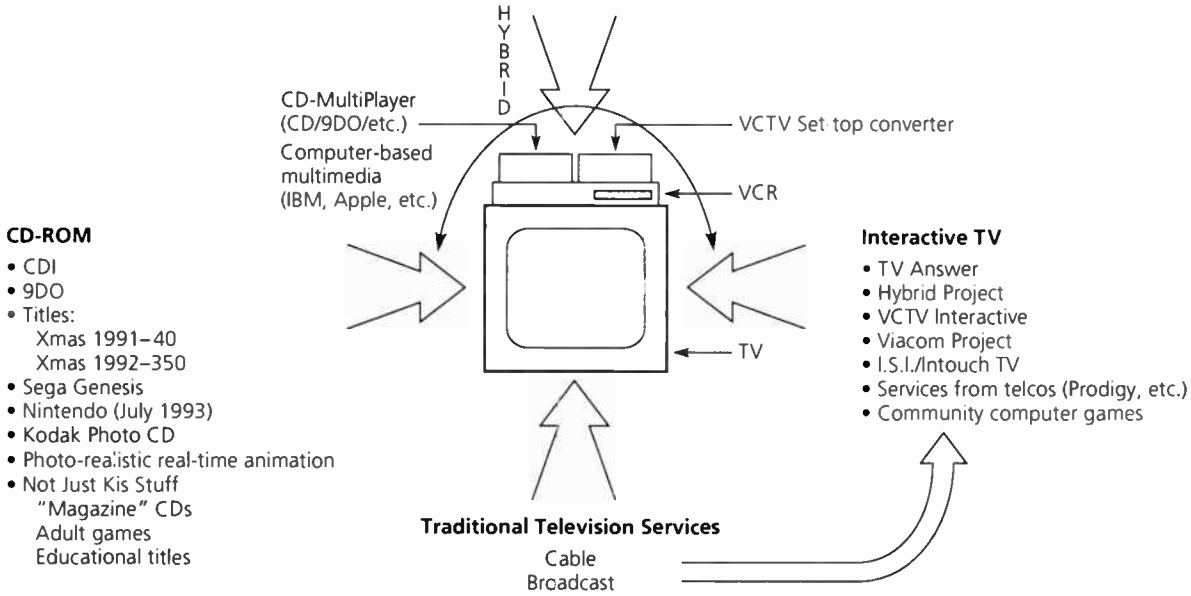 HYBRID
CD-MultiPlayer
(CD/9DO/etc.)
Computer-based
multimedia
(IBM, Apple, etc.)
VCTV Set-top converter
VCR
TV
CD-ROM
• CDI
• 9DO
• Titles:
Xmas 1991–40
Xmas 1992–350
• Sega Genesis
• Nintendo (July 1993)
• Kodak Photo CD
• Photo-realistic real-time animation
• Not Just Kis Stuff
"Magazine" CDs
Adult games
Educational titles
Interactive TV
• TV Answer
• Hybrid Project
• VCTV Interactive
• Viacom Project
• I.S.I./Intouch TV
• Services from telcos (Prodigy, etc.)
• Community computer games
Traditional Television Services
Cable
Broadcast